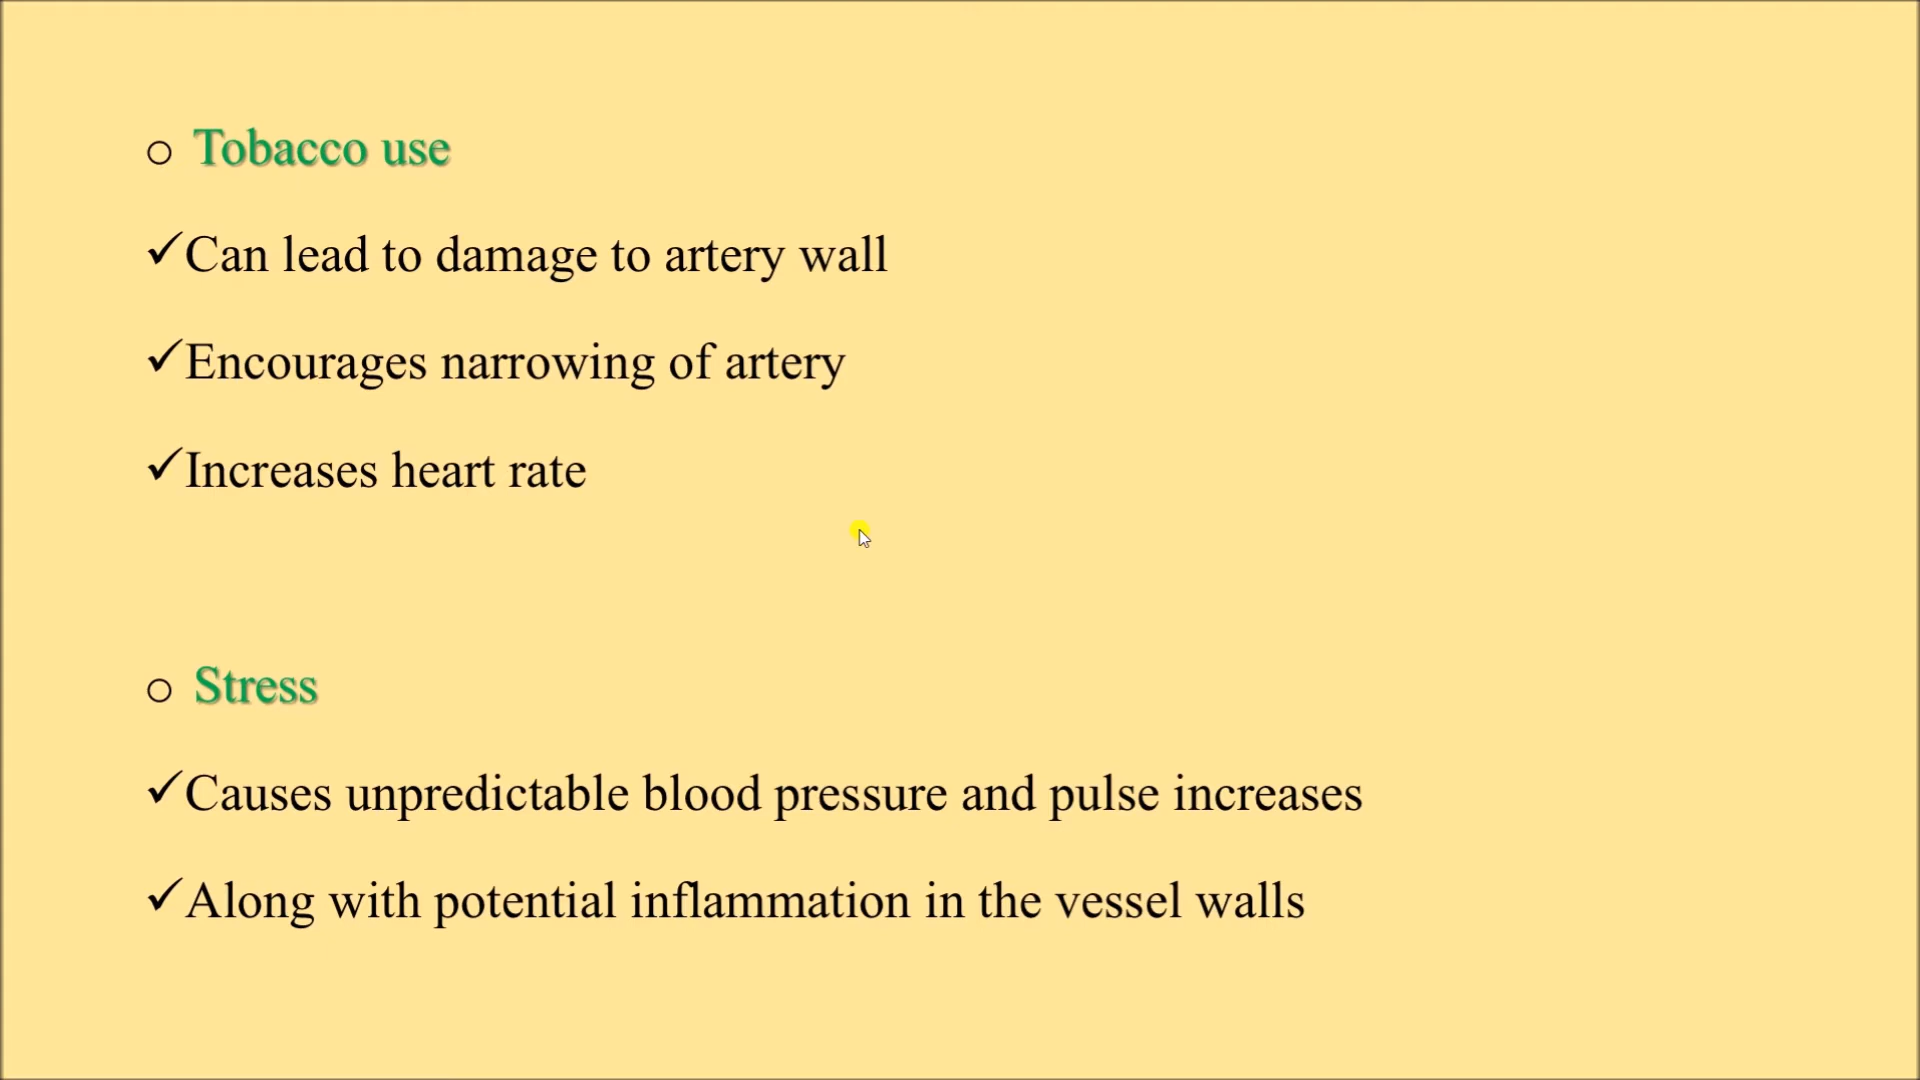 ○ Tobacco use
✓Can lead to damage to artery wall
✓Encourages narrowing of artery
✓Increases heart rate
○ Stress
✓Causes unpredictable blood pressure and pulse increases
✓Along with potential inflammation in the vessel walls